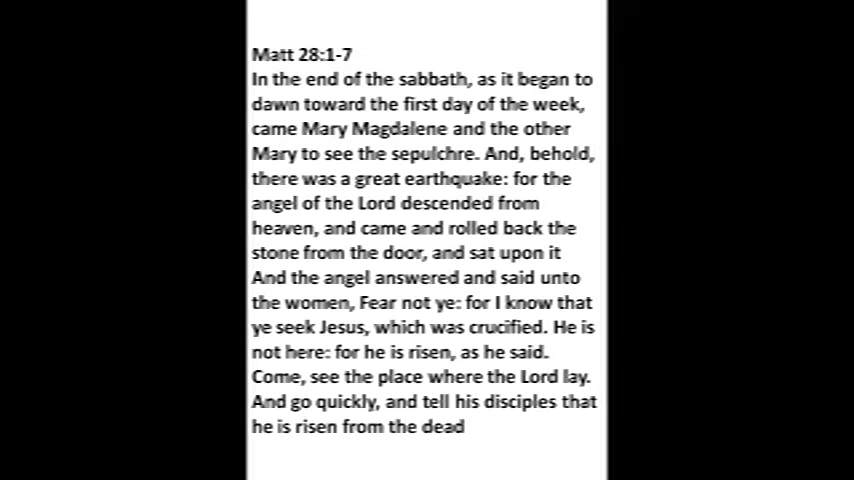 Matt 28:1-7
In the end of the sabbath, as it began to
dawn toward the first day of the week,
came Mary Magdalene and the other
Mary to see the sepulchre. And, behold,
there was a great earthquake: for the
angel of the Lord descended from
heaven, and came and rolled back the
stone from the door, and sat upon it
And the angel answered and said unto
the women, Fear not ye: for I know that
ye seek Jesus, which was crucified. He is
not here: for he is risen, as he said.
Come, see the place where the Lord lay.
And go quickly, and tell his disciples that
he is risen from the dead